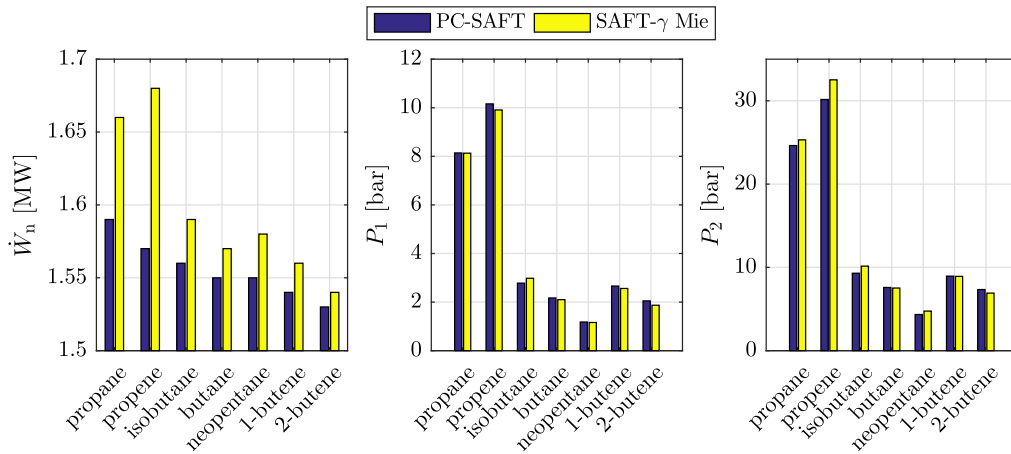 PC-SAFT SAFT-γ Mie
Ẇn [MW]
1.7
1.65
1.6
1.55
1.5
propane
propene
isobutane
butane
neopentane
1-butene
2-butene
P1 [bar]
12
10
8
6
4
2
0
propane
propene
isobutane
butane
neopentane
1-butene
2-butene
P2 [bar]
30
20
10
0
propane
propene
isobutane
butane
neopentane
1-butene
2-butene